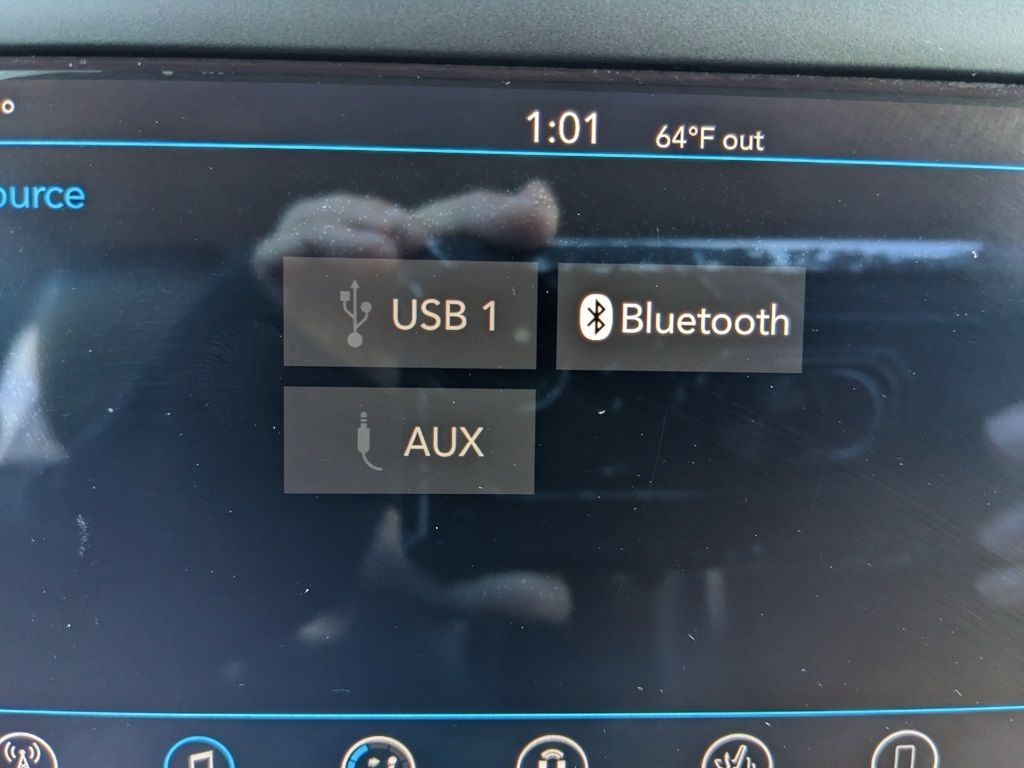 1:01 64°F out
ource
USB 1 Bluetooth
AUX